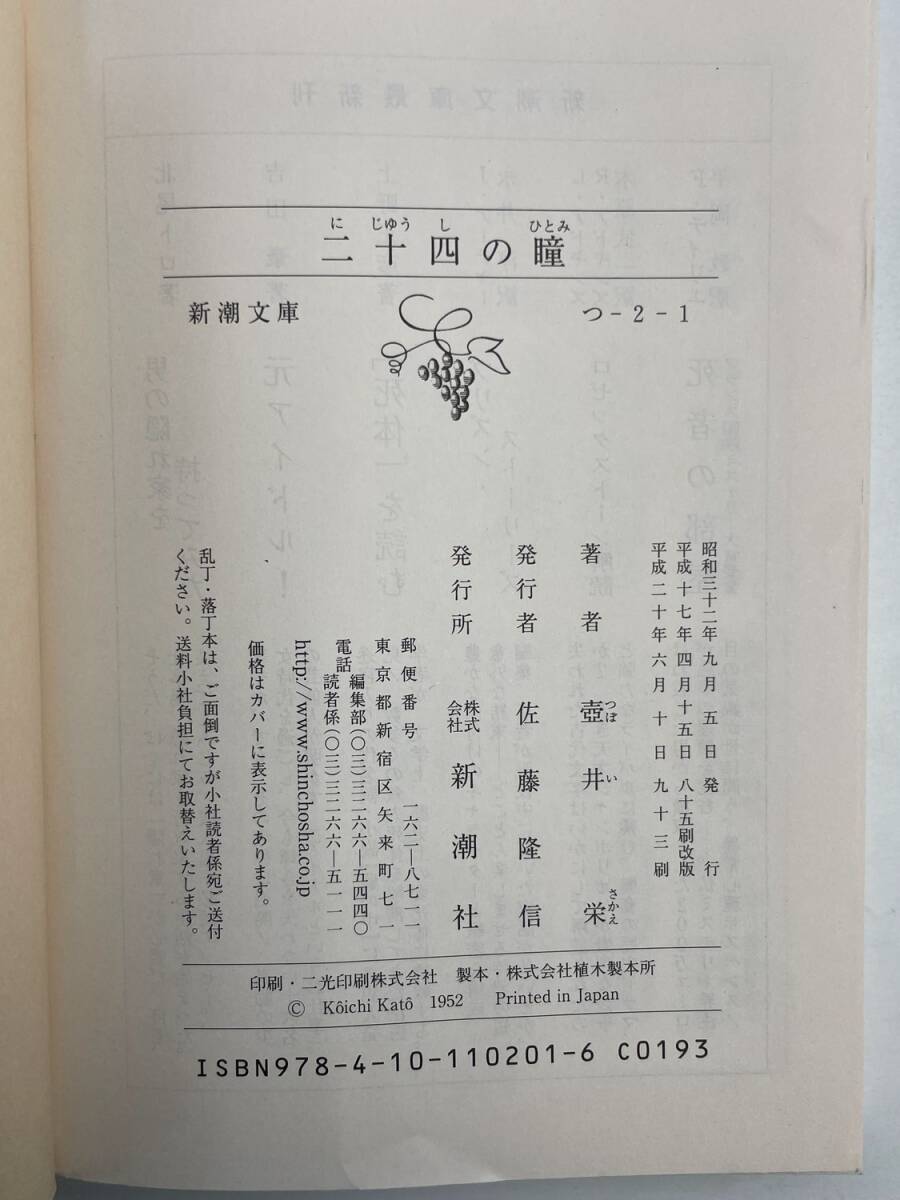 二十四の瞳
にじゅうし ひとみ
新潮文庫 つ-2-1
昭和三十二年九月五日発行
平成十七年四月十五日八十五刷改版
平成二十年六月十日九十三刷
著者 壺井栄
つぼ い さかえ
発行者 佐藤隆信
発行所 株式会社 新潮社
郵便番号 一六二―八七一一
東京都新宿区矢来町七一
電話 編集部(〇三)三二六六―五四四〇
読者係(〇三)三二六六―五一一一
http://www.shinchosha.co.jp
価格はカバーに表示してあります。
乱丁・落丁本は、ご面倒ですが小社読者係宛ご送付
ください。送料小社負担にてお取替えいたします。
印刷・二光印刷株式会社 製本・株式会社植木製本所
© Kôichi Katô 1952 Printed in Japan
ISBN978-4-10-110201-6 C0193